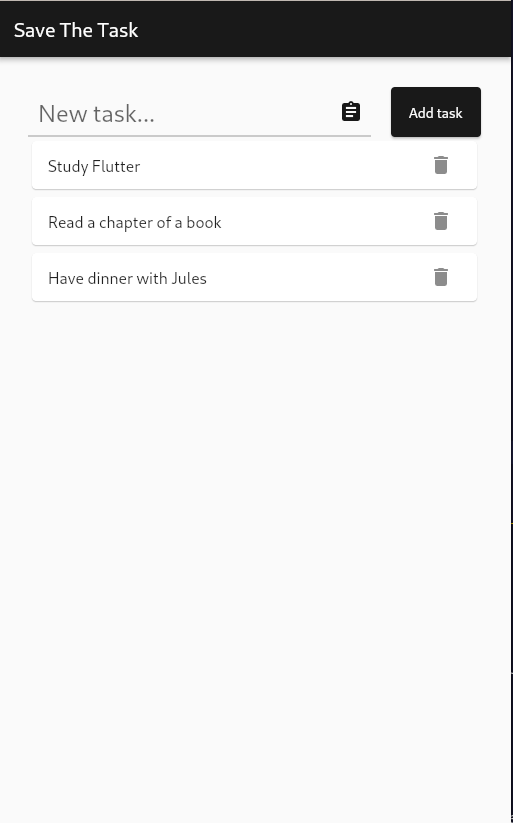 Save The Task
New task...
Add task
Study Flutter
Read a chapter of a book
Have dinner with Jules